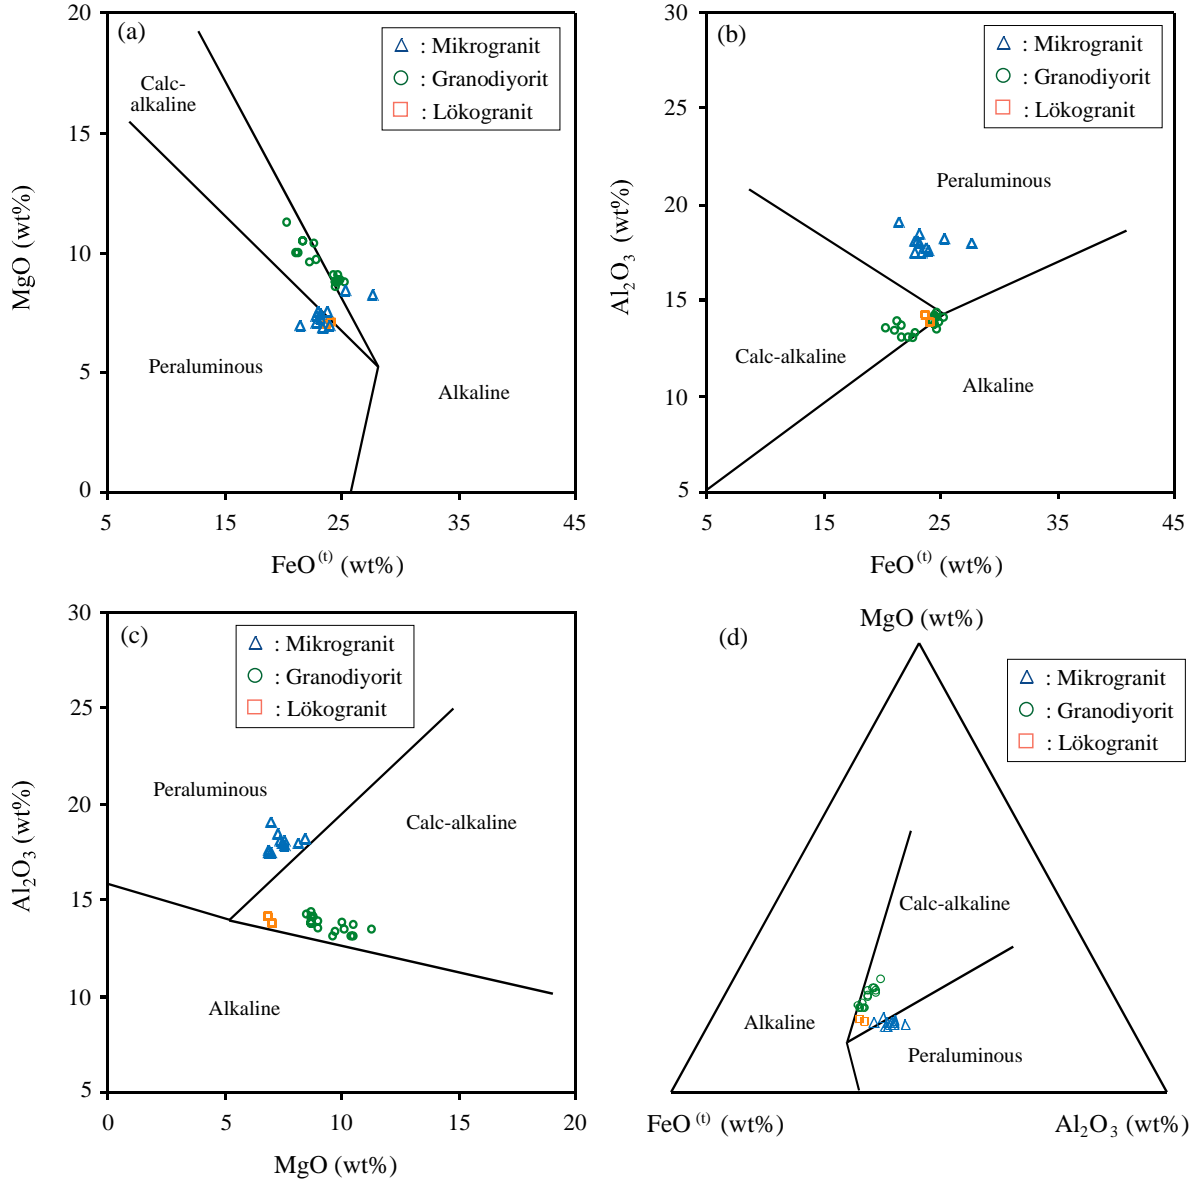 (a)
: Mikrogranit
: Granodiyorit
: Lökogranit
Calc-
alkaline
Peraluminous
Alkaline
20
15
10
5
0
5
15
25
35
45
MgO (wt%)
FeO(t) (wt%)
(b)
: Mikrogranit
: Granodiyorit
: Lökogranit
Peraluminous
Calc-alkaline
Alkaline
30
25
20
15
10
5
5
15
25
35
45
Al2O3 (wt%)
FeO(t) (wt%)
(c)
: Mikrogranit
: Granodiyorit
: Lökogranit
Peraluminous
Calc-alkaline
Alkaline
30
25
20
15
10
5
0
5
10
15
20
Al2O3 (wt%)
MgO (wt%)
(d)
MgO (wt%)
: Mikrogranit
: Granodiyorit
: Lökogranit
Calc-alkaline
Alkaline
Peraluminous
FeO(t) (wt%)
Al2O3 (wt%)